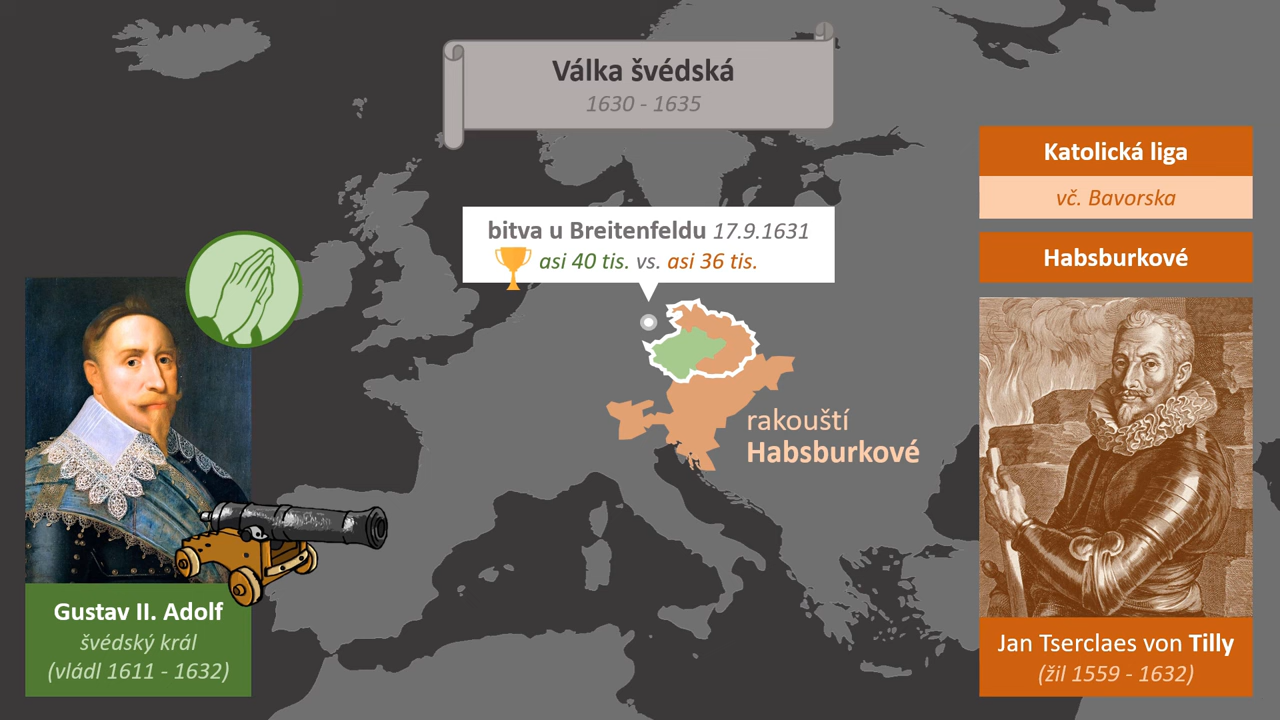 Válka švédská
1630 - 1635
Katolická liga
vč. Bavorska
Habsburkové
bitva u Breitenfeldu 17.9.1631
asi 40 tis. vs. asi 36 tis.
rakouští
Habsburkové
Gustav II. Adolf
švédský král
(vládl 1611 - 1632)
Jan Tserclaes von Tilly
(žil 1559 - 1632)